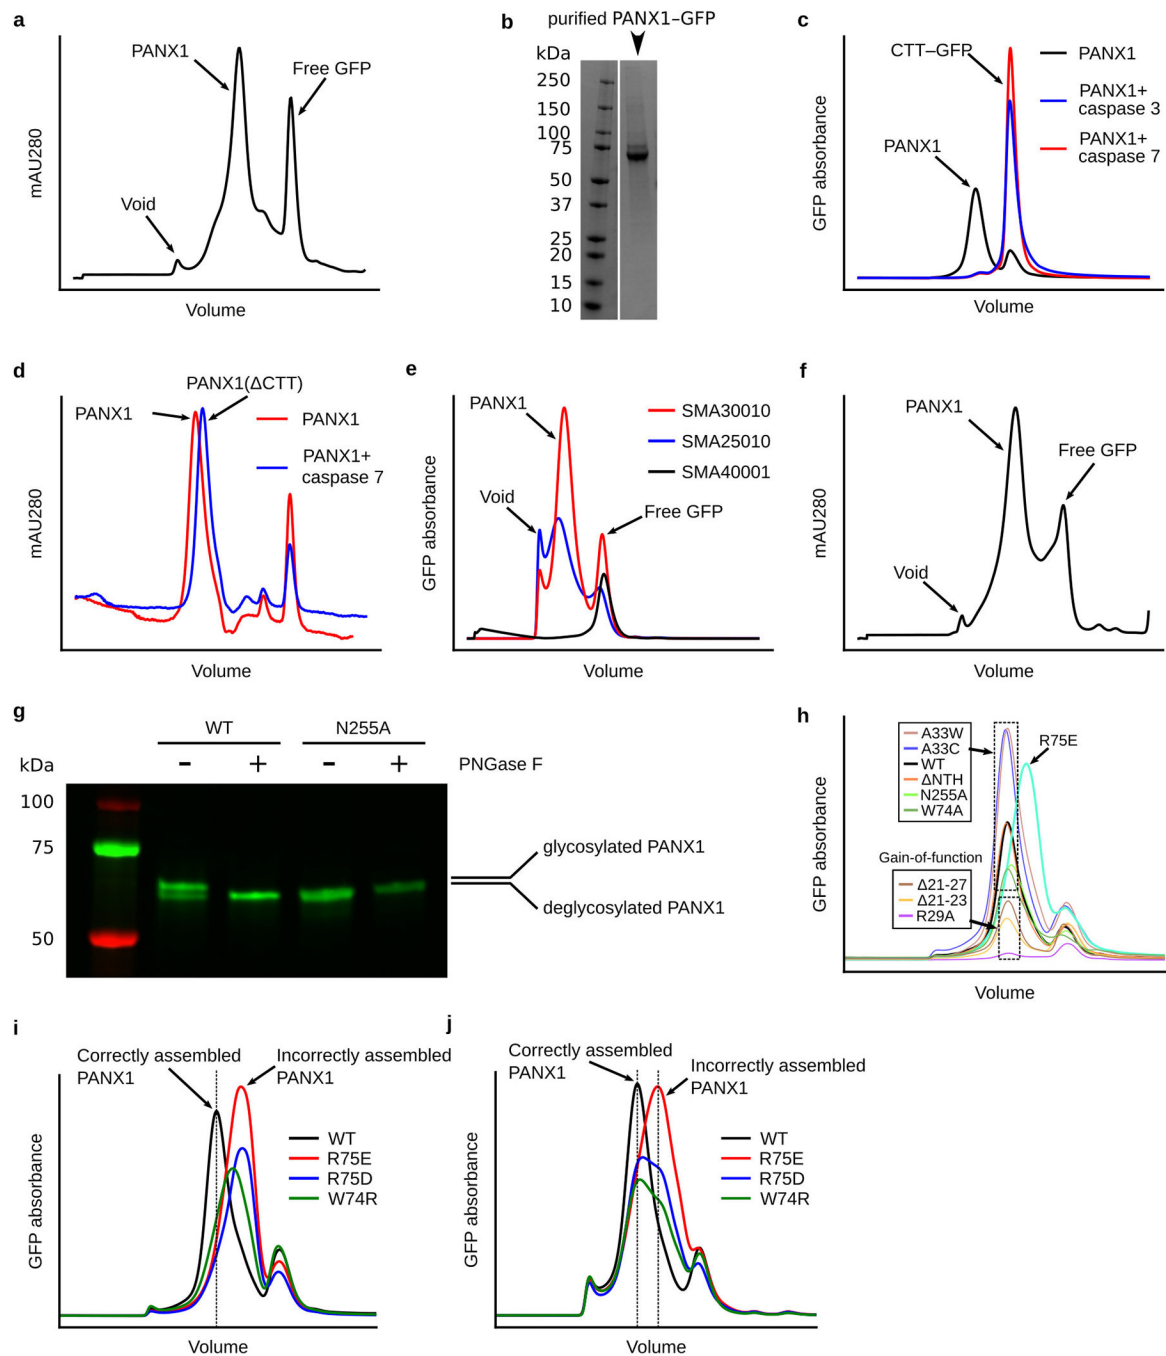 a
PANX1
Free GFP
Void
mAU280
Volume
b
purified PANX1–GFP
kDa
250
150
100
75
50
37
25
20
15
10
c
CTT–GFP
PANX1
PANX1
PANX1+
caspase 3
PANX1+
caspase 7
GFP absorbance
Volume
d
PANX1(ΔCTT)
PANX1
PANX1
PANX1+
caspase 7
mAU280
Volume
e
PANX1
SMA30010
SMA25010
SMA40001
Void
Free GFP
GFP absorbance
Volume
f
PANX1
Free GFP
Void
mAU280
Volume
g
WT
N255A
kDa
- + - +
PNGase F
100
75
50
glycosylated PANX1
deglycosylated PANX1
h
A33W
A33C
WT
ΔNTH
N255A
W74A
R75E
Gain-of-function
Δ21-27
Δ21-23
R29A
GFP absorbance
Volume
i
Correctly assembled
PANX1
Incorrectly assembled
PANX1
WT
R75E
R75D
W74R
GFP absorbance
Volume
j
Correctly assembled
PANX1
Incorrectly assembled
PANX1
WT
R75E
R75D
W74R
GFP absorbance
Volume